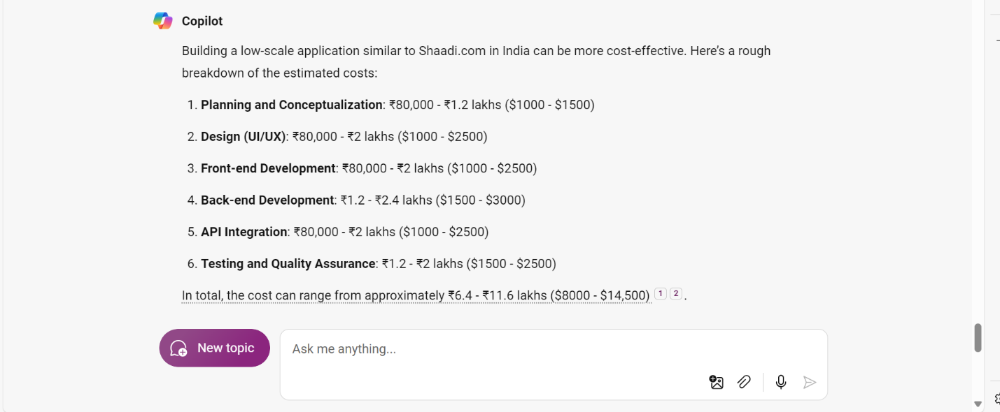 Copilot
Building a low-scale application similar to Shaadi.com in India can be more cost-effective. Here’s a rough
breakdown of the estimated costs:
1. Planning and Conceptualization: ₹80,000 - ₹1.2 lakhs ($1000 - $1500)
2. Design (UI/UX): ₹80,000 - ₹2 lakhs ($1000 - $2500)
3. Front-end Development: ₹80,000 - ₹2 lakhs ($1000 - $2500)
4. Back-end Development: ₹1.2 - ₹2.4 lakhs ($1500 - $3000)
5. API Integration: ₹80,000 - ₹2 lakhs ($1000 - $2500)
6. Testing and Quality Assurance: ₹1.2 - ₹2 lakhs ($1500 - $2500)
In total, the cost can range from approximately ₹6.4 - ₹11.6 lakhs ($8000 - $14,500) 1 2 .
New topic
Ask me anything...